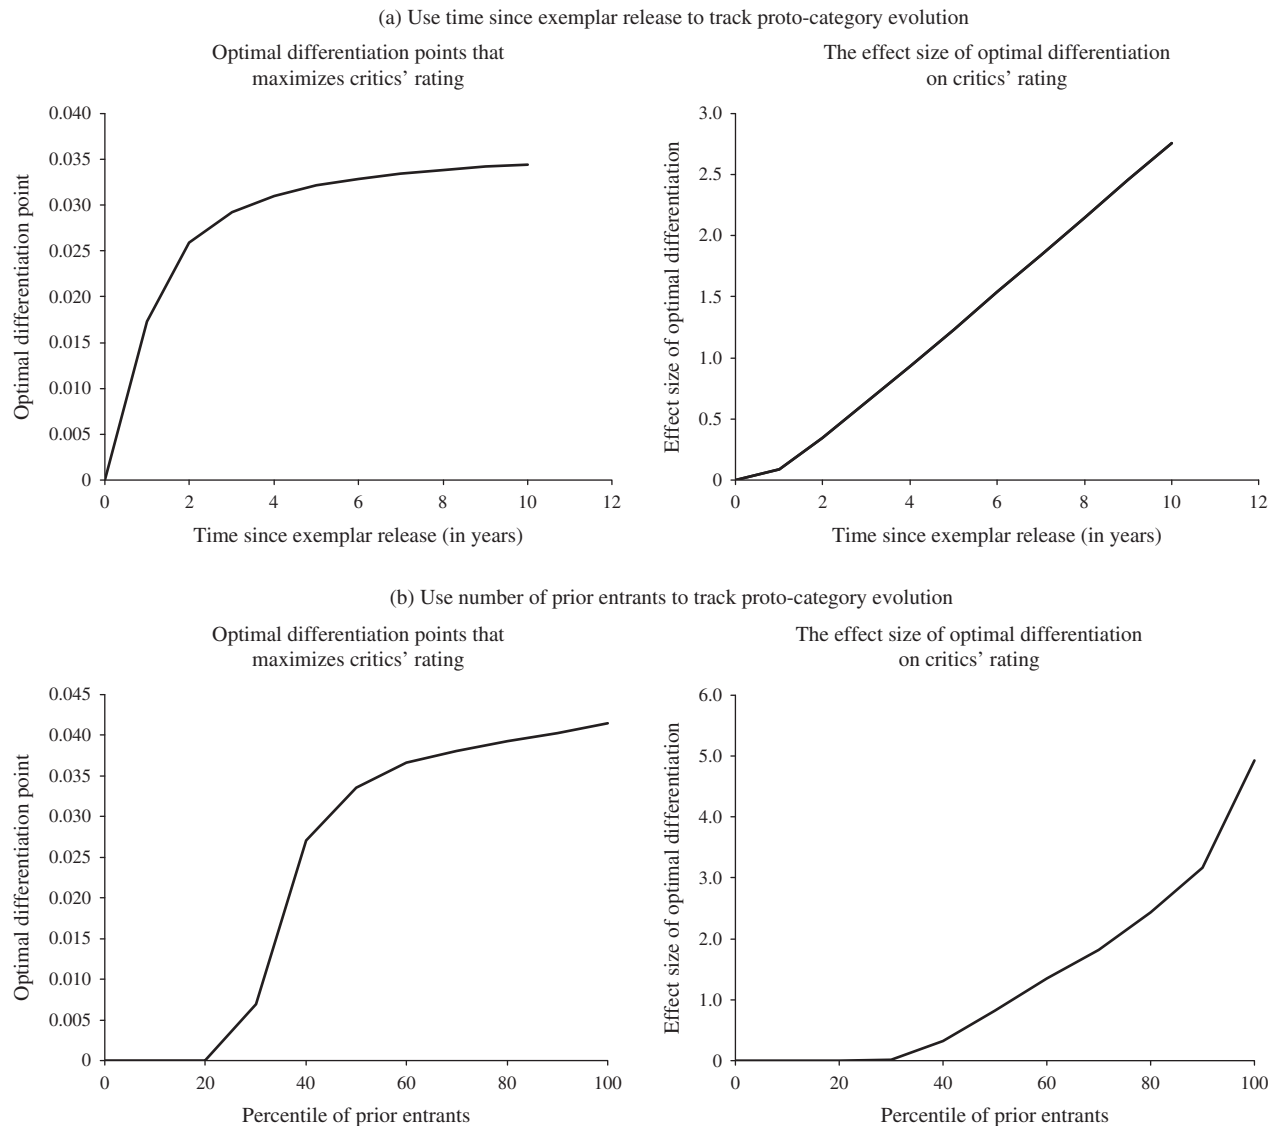 (a) Use time since exemplar release to track proto-category evolution
Optimal differentiation points that
maximizes critics’ rating
0.040
0.035
0.030
0.025
0.020
0.015
0.010
0.005
0
Optimal differentiation point
0 2 4 6 8 10 12
Time since exemplar release (in years)
The effect size of optimal differentiation
on critics’ rating
3.0
2.5
2.0
1.5
1.0
0.5
0
Effect size of optimal differentiation
0 2 4 6 8 10 12
Time since exemplar release (in years)
(b) Use number of prior entrants to track proto-category evolution
Optimal differentiation points that
maximizes critics’ rating
0.045
0.040
0.035
0.030
0.025
0.020
0.015
0.010
0.005
0
Optimal differentiation point
0 20 40 60 80 100
Percentile of prior entrants
The effect size of optimal differentiation
on critics’ rating
6.0
5.0
4.0
3.0
2.0
1.0
0
Effect size of optimal differentiation
0 20 40 60 80 100
Percentile of prior entrants